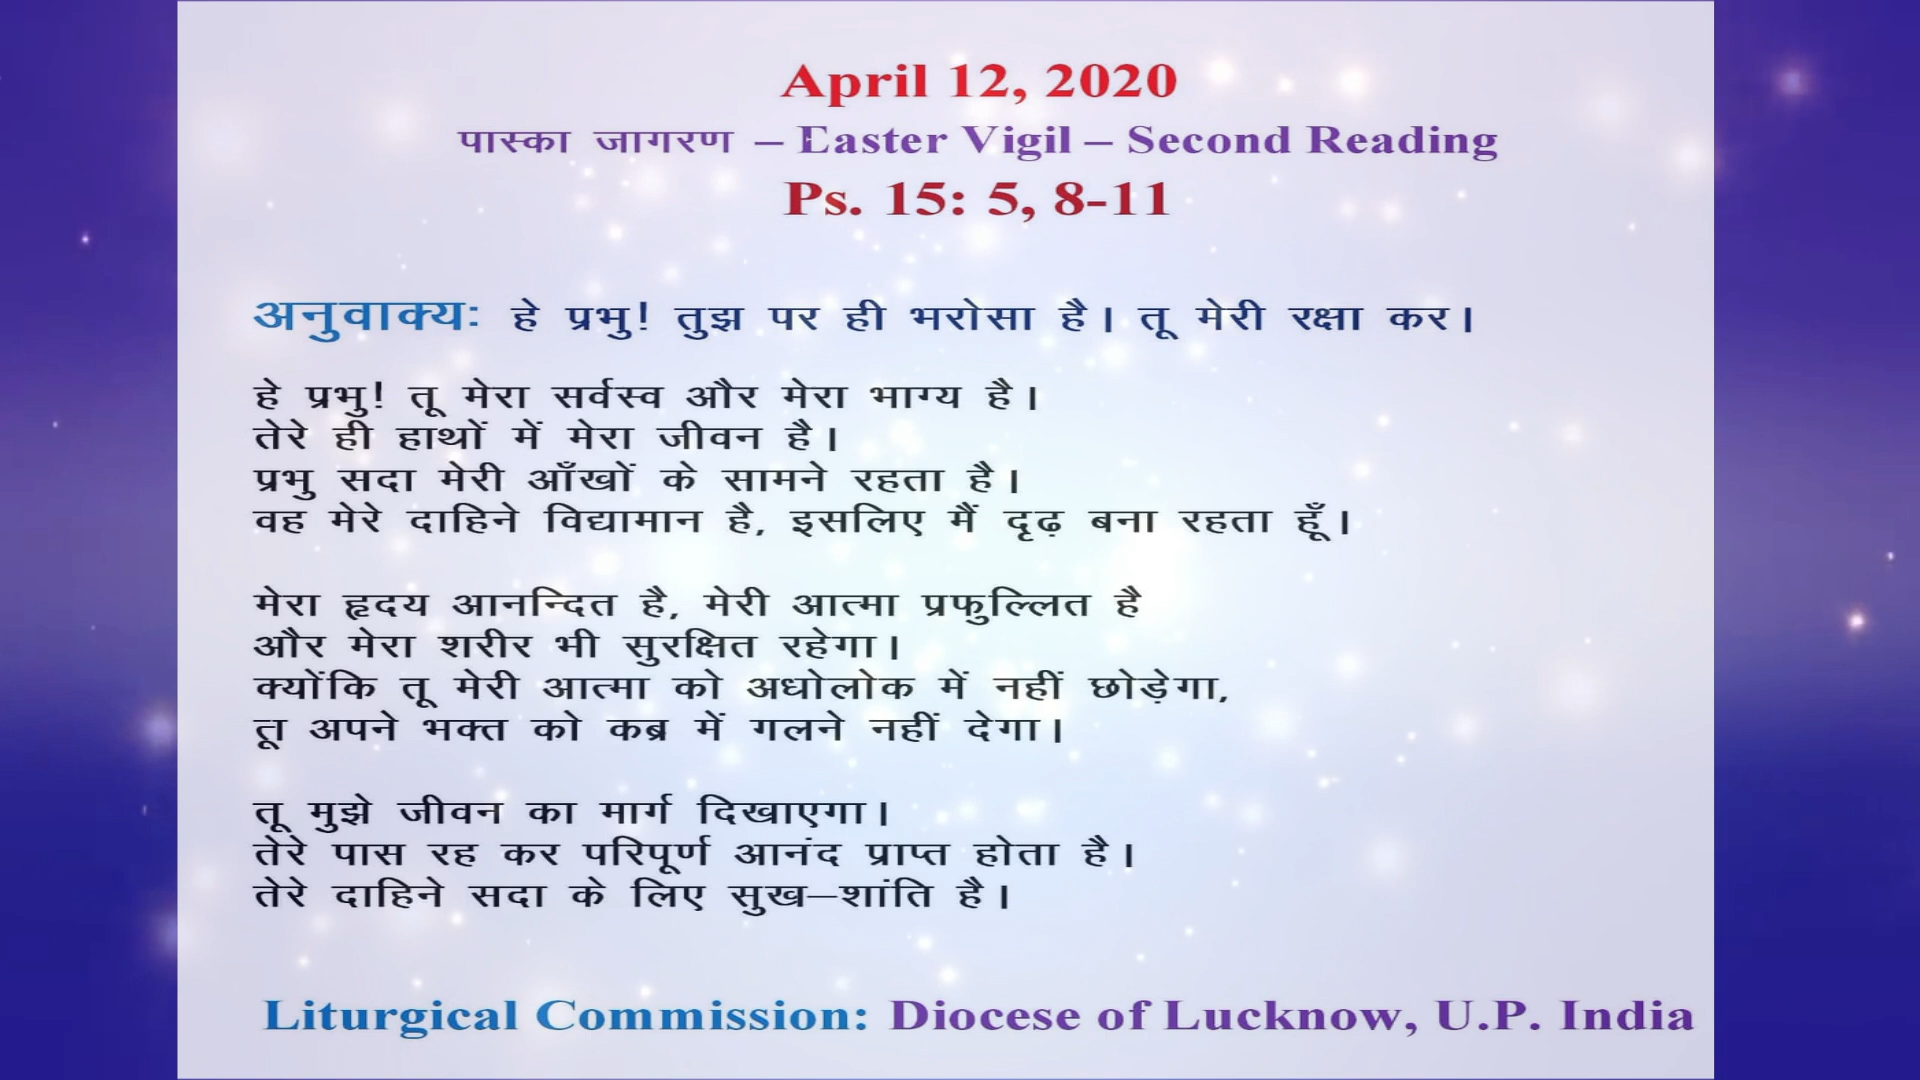 April 12, 2020
पास्का जागरण – Easter Vigil – Second Reading
Ps. 15: 5, 8-11
अनुवाक्यः हे प्रभु! तुझ पर ही भरोसा है। तू मेरी रक्षा कर।
हे प्रभु! तू मेरा सर्वस्व और मेरा भाग्य है।
तेरे ही हाथों में मेरा जीवन है।
प्रभु सदा मेरी आँखों के सामने रहता है।
वह मेरे दाहिने विद्यामान है, इसलिए मैं दृढ़ बना रहता हूँ।
मेरा हृदय आनन्दित है, मेरी आत्मा प्रफुल्लित है
और मेरा शरीर भी सुरक्षित रहेगा।
क्योंकि तू मेरी आत्मा को अधोलोक में नहीं छोड़ेगा,
तू अपने भक्त को कब्र में गलने नहीं देगा।
तू मुझे जीवन का मार्ग दिखाएगा।
तेरे पास रह कर परिपूर्ण आनंद प्राप्त होता है।
तेरे दाहिने सदा के लिए सुख–शांति है।
Liturgical Commission: Diocese of Lucknow, U.P. India